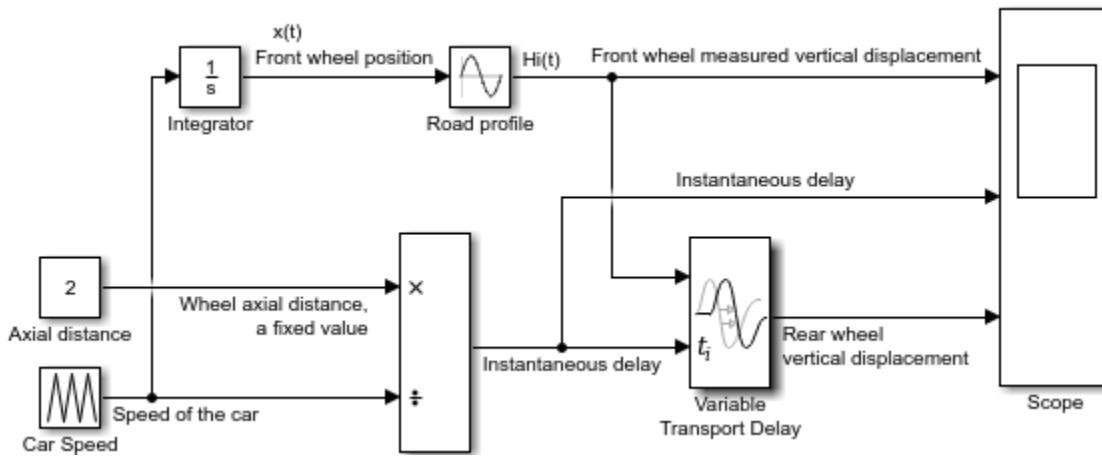 x(t)
Front wheel position
Hi(t)
Front wheel measured vertical displacement
1
s
Integrator
Road profile
Instantaneous delay
2
×
Wheel axial distance,
a fixed value
Axial distance
Instantaneous delay
t_i
Rear wheel
vertical displacement
÷
Speed of the car
Car Speed
Variable
Transport Delay
Scope